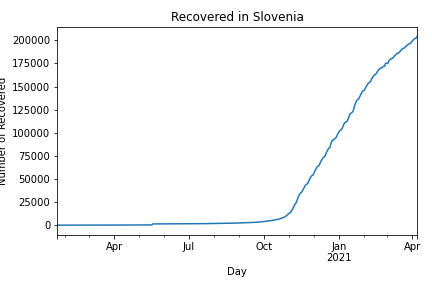 Recovered in Slovenia
200000
175000
150000
125000
100000
75000
50000
25000
0
Number of Recovered
Apr
Jul
Oct
Jan
2021
Apr
Day